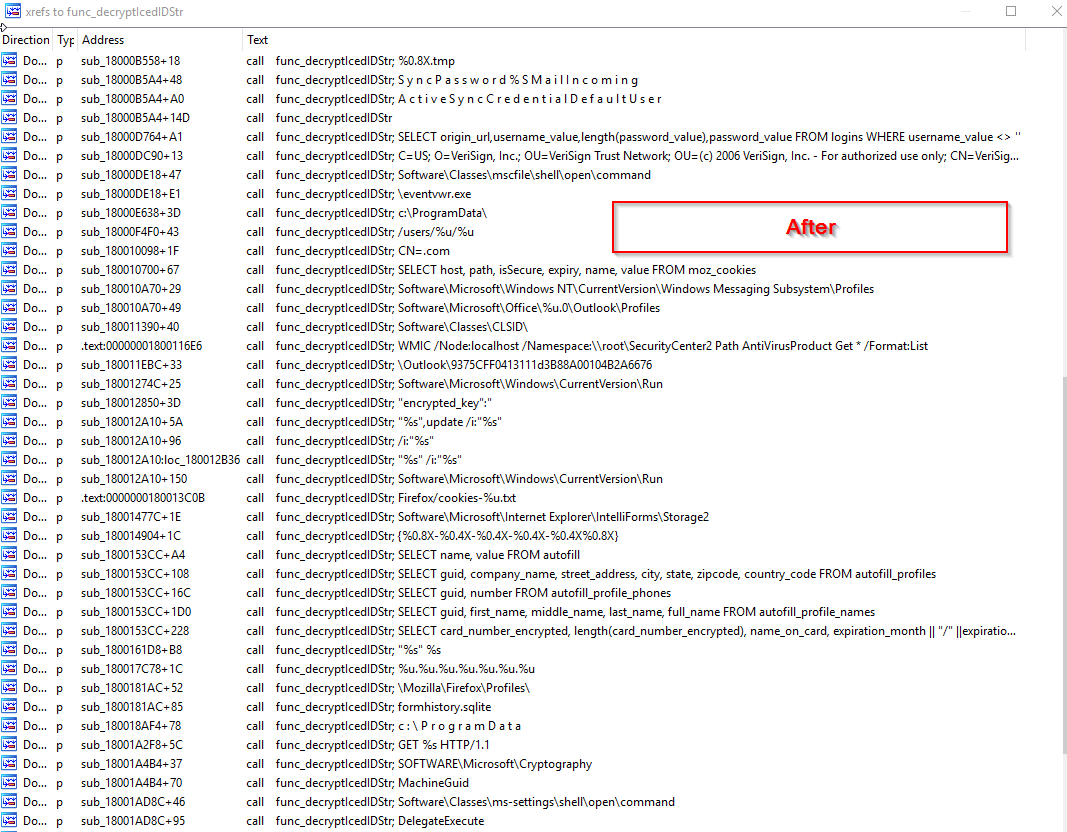 xrefs to func_decryptIcedIDStr
Direction Typ Address Text
Do... p sub_18000B558+18 call func_decryptIcedIDStr; %0.8X.tmp
Do... p sub_18000B5A4+48 call func_decryptIcedIDStr; S y n c P a s s w o r d % S M a i l I n c o m i n g
Do... p sub_18000B5A4+A0 call func_decryptIcedIDStr; A c t i v e S y n c C r e d e n t i a l D e f a u l t U s e r
Do... p sub_18000B5A4+14D call func_decryptIcedIDStr
Do... p sub_18000D764+A1 call func_decryptIcedIDStr; SELECT origin_url,username_value,length(password_value),password_value FROM logins WHERE username_value <> ''
Do... p sub_18000DC90+13 call func_decryptIcedIDStr; C=US; O=VeriSign, Inc.; OU=VeriSign Trust Network; OU=(c) 2006 VeriSign, Inc. - For authorized use only; CN=VeriSig...
Do... p sub_18000DE18+47 call func_decryptIcedIDStr; Software\Classes\mscfile\shell\open\command
Do... p sub_18000DE18+E1 call func_decryptIcedIDStr; \eventvwr.exe
Do... p sub_18000E638+3D call func_decryptIcedIDStr; c:\ProgramData\
Do... p sub_18000F4F0+43 call func_decryptIcedIDStr; /users/%u/%u
After
Do... p sub_180010098+1F call func_decryptIcedIDStr; CN=.com
Do... p sub_180010700+67 call func_decryptIcedIDStr; SELECT host, path, isSecure, expiry, name, value FROM moz_cookies
Do... p sub_180010A70+29 call func_decryptIcedIDStr; Software\Microsoft\Windows NT\CurrentVersion\Windows Messaging Subsystem\Profiles
Do... p sub_180010A70+49 call func_decryptIcedIDStr; Software\Microsoft\Office\%u.0\Outlook\Profiles
Do... p sub_180011390+40 call func_decryptIcedIDStr; Software\Classes\CLSID\
Do... p .text:00000001800116E6 call func_decryptIcedIDStr; WMIC /Node:localhost /Namespace:\\root\SecurityCenter2 Path AntiVirusProduct Get * /Format:List
Do... p sub_180011EBC+33 call func_decryptIcedIDStr; \Outlook\9375CFF0413111d3B88A00104B2A6676
Do... p sub_18001274C+25 call func_decryptIcedIDStr; Software\Microsoft\Windows\CurrentVersion\Run
Do... p sub_180012850+3D call func_decryptIcedIDStr; "encrypted_key":"
Do... p sub_180012A10+5A call func_decryptIcedIDStr; "%s",update /i:"%s"
Do... p sub_180012A10+96 call func_decryptIcedIDStr; /i:"%s"
Do... p sub_180012A10:loc_180012B36 call func_decryptIcedIDStr; "%s" /i:"%s"
Do... p sub_180012A10+150 call func_decryptIcedIDStr; Software\Microsoft\Windows\CurrentVersion\Run
Do... p .text:0000000180013C0B call func_decryptIcedIDStr; Firefox/cookies-%u.txt
Do... p sub_18001477C+1E call func_decryptIcedIDStr; Software\Microsoft\Internet Explorer\IntelliForms\Storage2
Do... p sub_180014904+1C call func_decryptIcedIDStr; {%0.8X-%0.4X-%0.4X-%0.4X-%0.4X%0.8X}
Do... p sub_1800153CC+A4 call func_decryptIcedIDStr; SELECT name, value FROM autofill
Do... p sub_1800153CC+108 call func_decryptIcedIDStr; SELECT guid, company_name, street_address, city, state, zipcode, country_code FROM autofill_profiles
Do... p sub_1800153CC+16C call func_decryptIcedIDStr; SELECT guid, number FROM autofill_profile_phones
Do... p sub_1800153CC+1D0 call func_decryptIcedIDStr; SELECT guid, first_name, middle_name, last_name, full_name FROM autofill_profile_names
Do... p sub_1800153CC+228 call func_decryptIcedIDStr; SELECT card_number_encrypted, length(card_number_encrypted), name_on_card, expiration_month || "/" ||expiratio...
Do... p sub_1800161D8+B8 call func_decryptIcedIDStr; "%s" %s
Do... p sub_180017C78+1C call func_decryptIcedIDStr; %u.%u.%u.%u.%u.%u.%u
Do... p sub_1800181AC+52 call func_decryptIcedIDStr; \Mozilla\Firefox\Profiles\
Do... p sub_1800181AC+85 call func_decryptIcedIDStr; formhistory.sqlite
Do... p sub_180018AF4+78 call func_decryptIcedIDStr; c : \ P r o g r a m D a t a
Do... p sub_18001A2F8+5C call func_decryptIcedIDStr; GET %s HTTP/1.1
Do... p sub_18001A4B4+37 call func_decryptIcedIDStr; SOFTWARE\Microsoft\Cryptography
Do... p sub_18001A4B4+70 call func_decryptIcedIDStr; MachineGuid
Do... p sub_18001AD8C+46 call func_decryptIcedIDStr; Software\Classes\ms-settings\shell\open\command
Do... p sub_18001AD8C+95 call func_decryptIcedIDStr; DelegateExecute